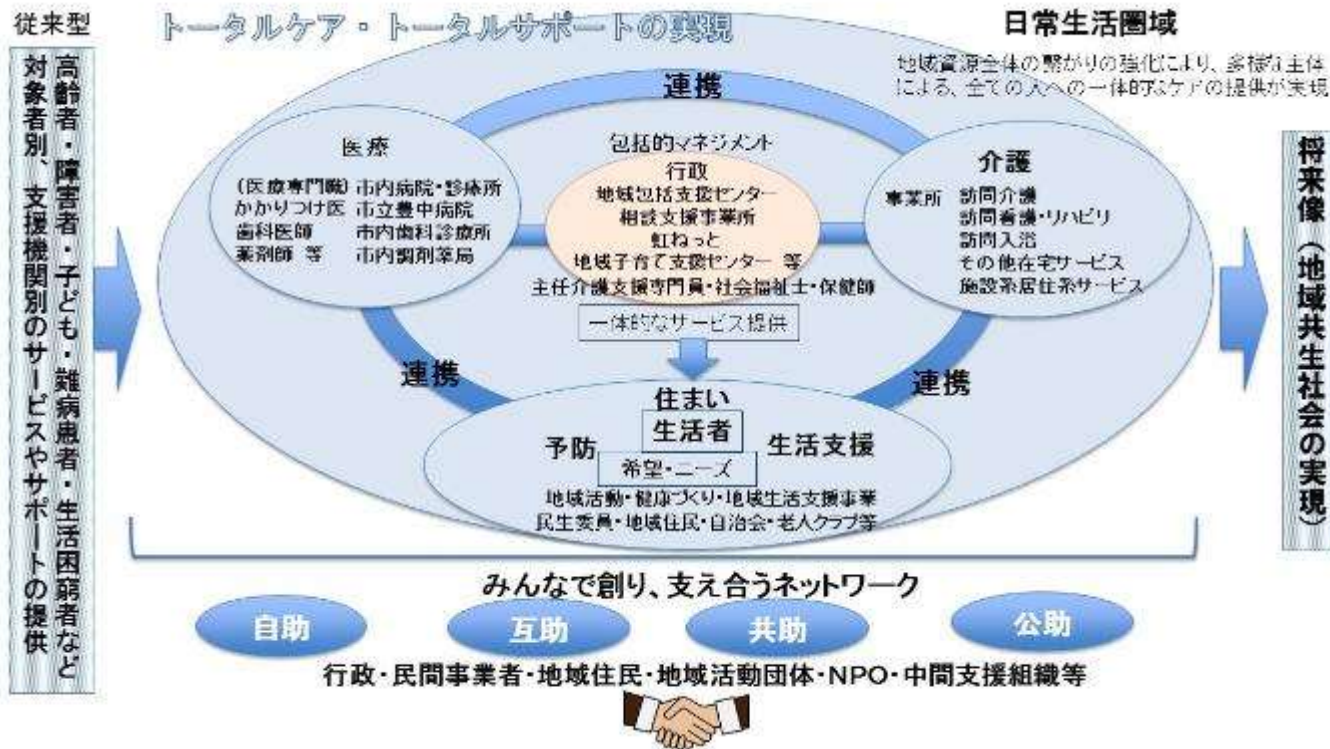 従来型
高齢者・障害者・子ども・難病患者・生活困窮者など
対象者別、支援機関別のサービスやサポートの提供
トータルケア・トータルサポートの実現
日常生活圏域
地域資源全体の繋がりの強化により、多様な主体
による、全ての人への一体的なケアの提供が実現
連携
医療
(医療専門職) 市内病院・診療所
かかりつけ医 市立豊中病院
歯科医師 市内歯科診療所
薬剤師 等 市内調剤薬局
包括的マネジメント
行政
地域包括支援センター
相談支援事業所
虹ねっと
地域子育て支援センター 等
主任介護支援専門員・社会福祉士・保健師
介護
事業所 訪問介護
訪問看護・リハビリ
訪問入浴
その他在宅サービス
施設系居住系サービス
一体的なサービス提供
連携
連携
住まい
生活者
予防
生活支援
希望・ニーズ
地域活動・健康づくり・地域生活支援事業
民生委員・地域住民・自治会・老人クラブ等
将来像（地域共生社会の実現）
みんなで創り、支え合うネットワーク
自助
互助
共助
公助
行政・民間事業者・地域住民・地域活動団体・NPO・中間支援組織等